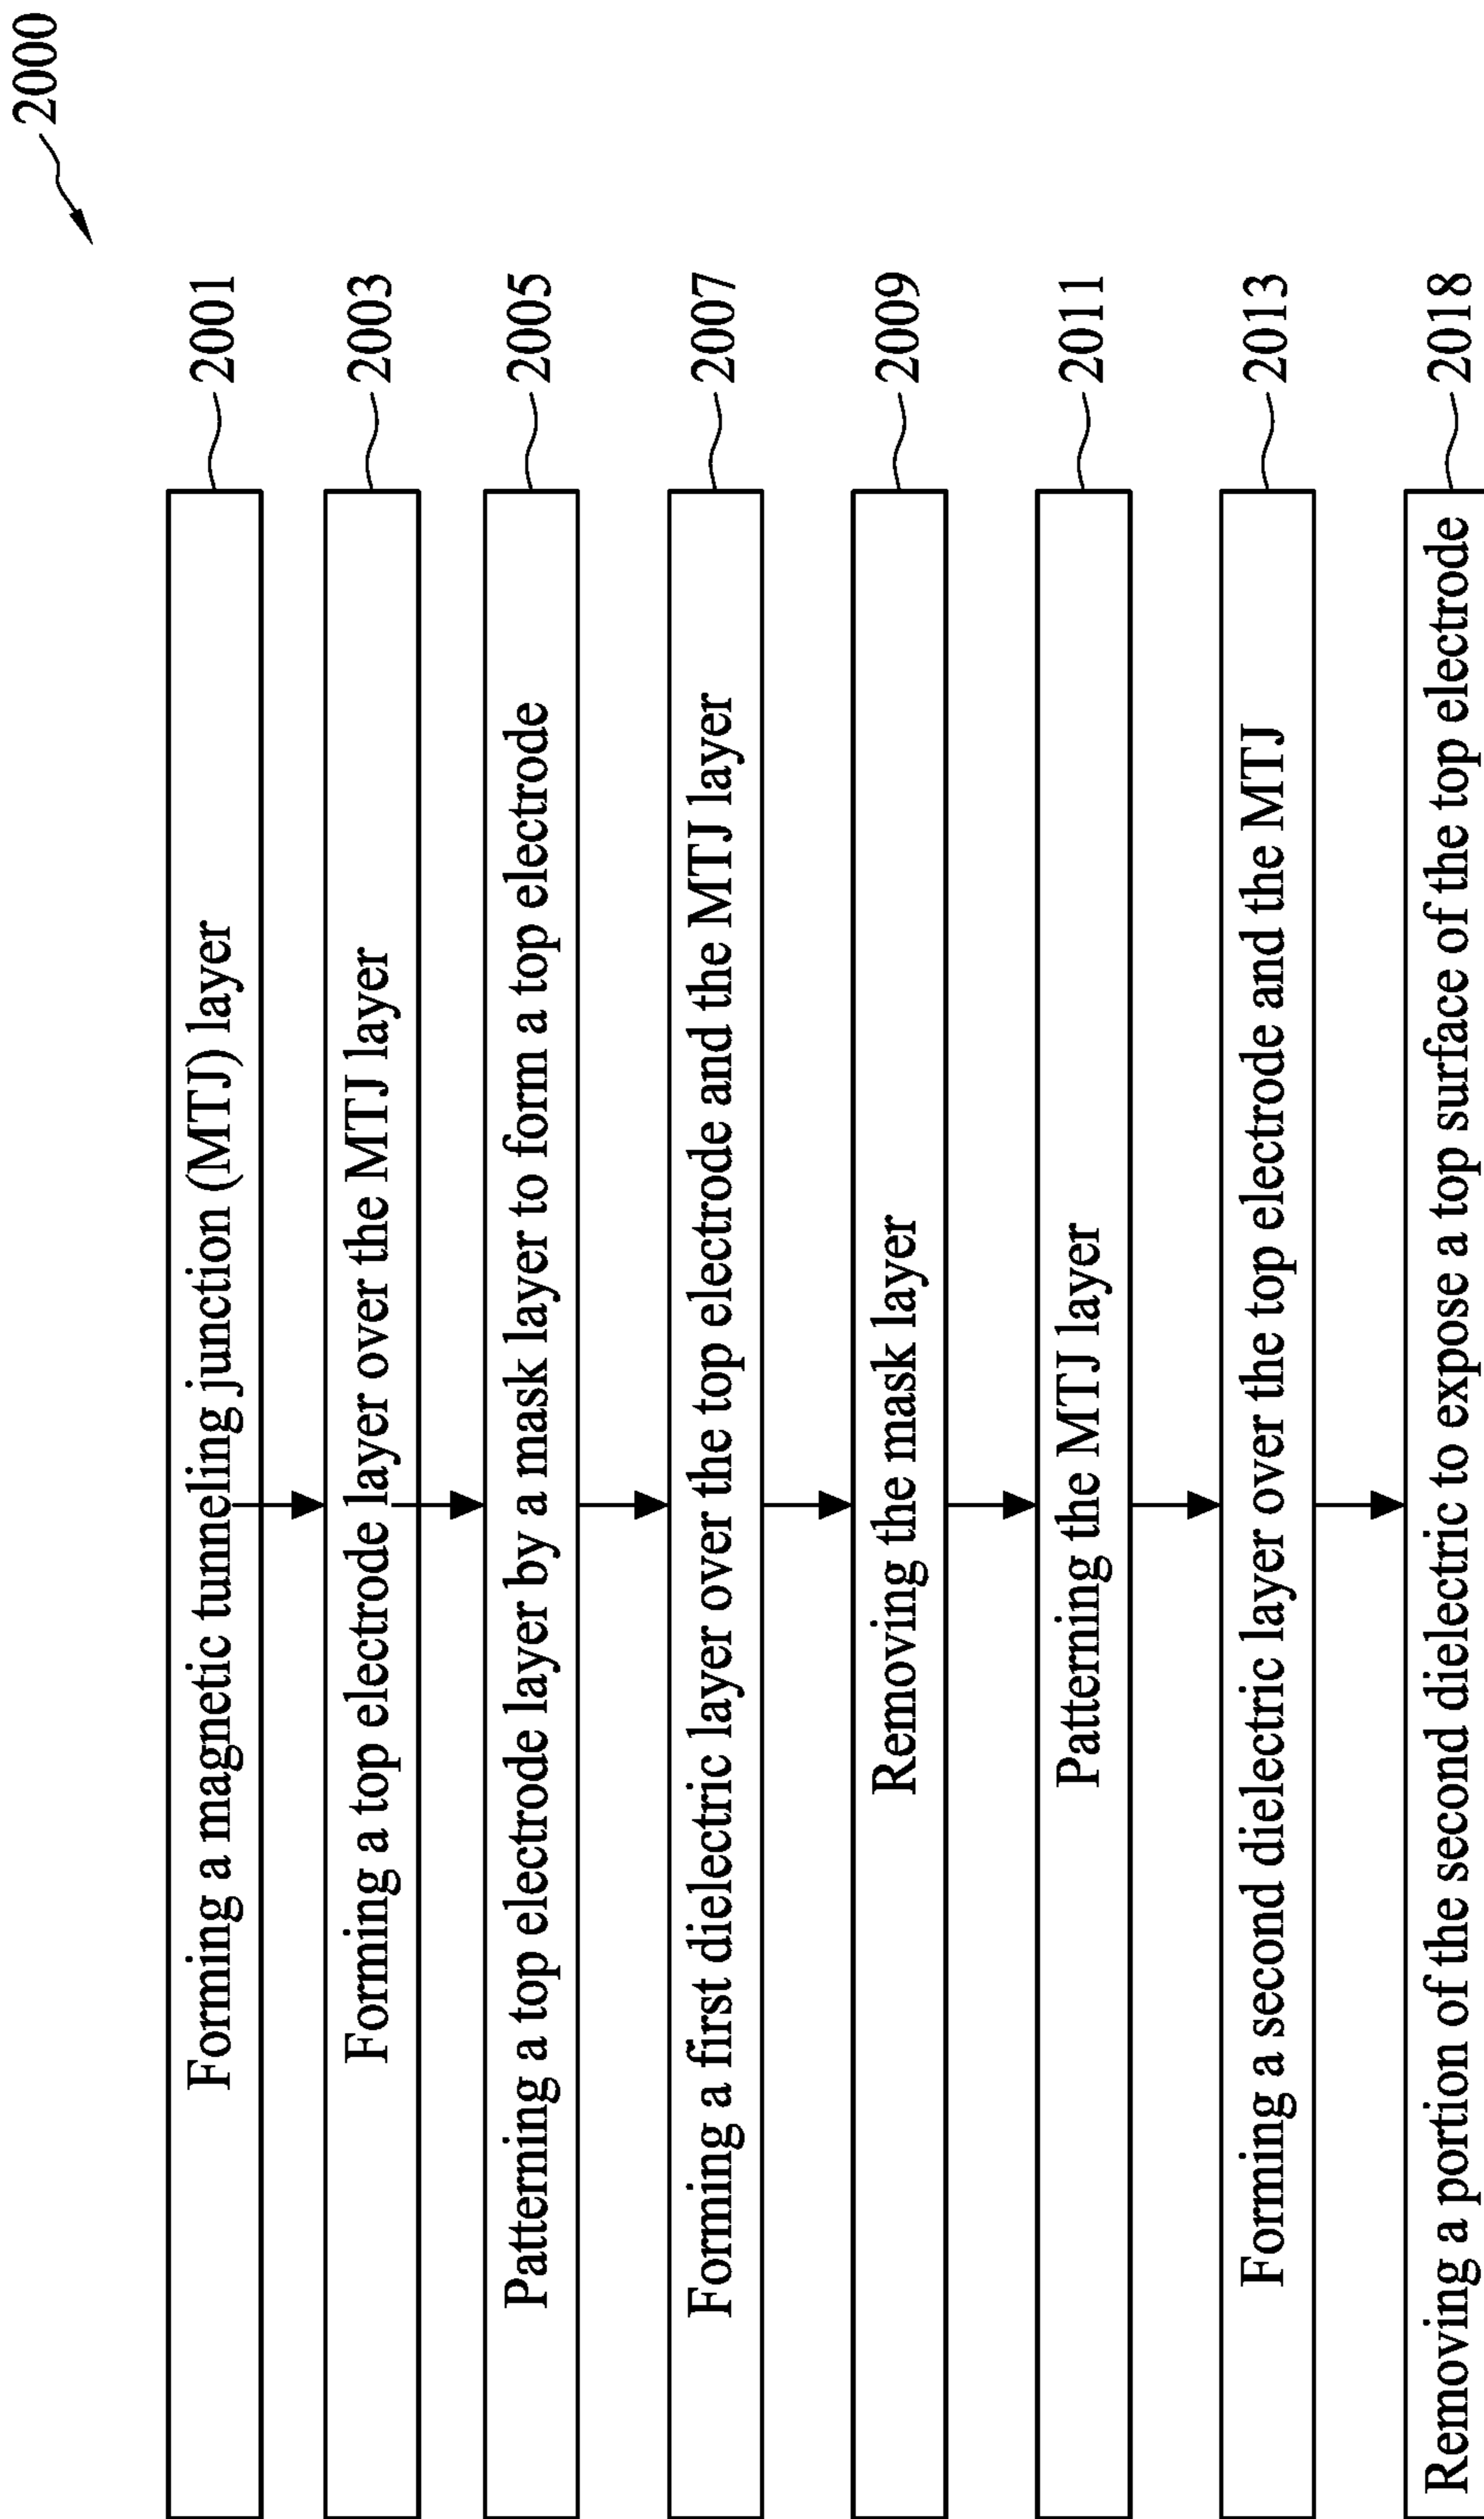 2000
Forming a magnetic tunneling junction (MTJ) layer
2001
Forming a top electrode layer over the MTJ layer
2003
Patterning a top electrode layer by a mask layer to form a top electrode
2005
Forming a first dielectric layer over the top electrode and the MTJ layer
2007
Removing the mask layer
2009
Patterning the MTJ layer
2011
Forming a second dielectric layer over the top electrode and the MTJ
2013
Removing a portion of the second dielectric to expose a top surface of the top electrode
2018